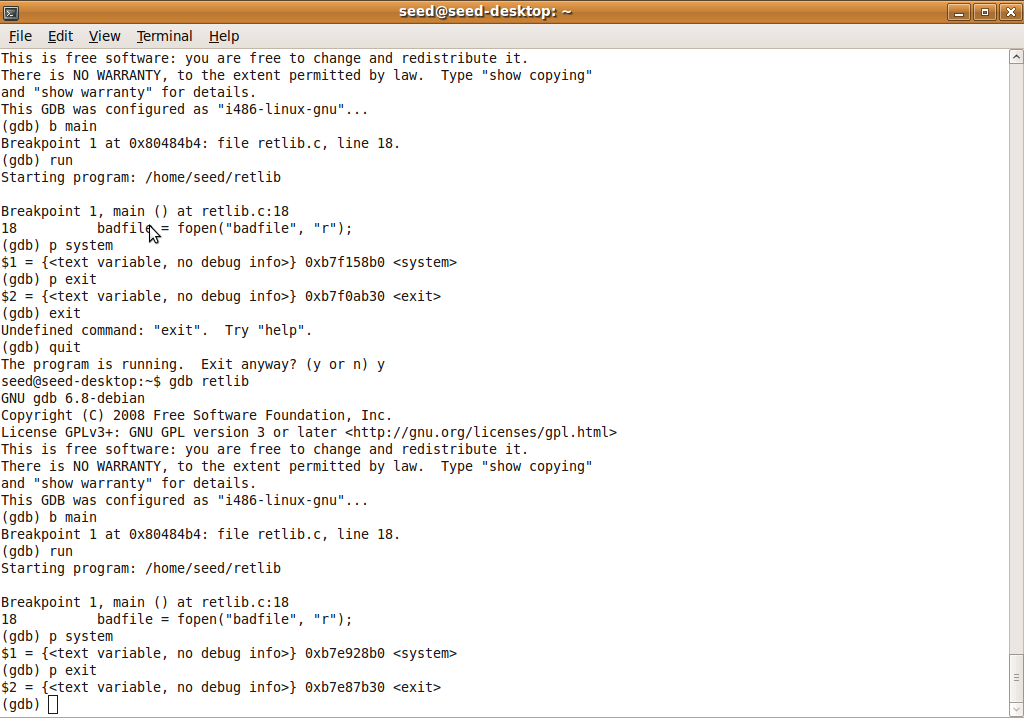 seed@seed-desktop: ~
File Edit View Terminal Help
This is free software: you are free to change and redistribute it.
There is NO WARRANTY, to the extent permitted by law.  Type "show copying"
and "show warranty" for details.
This GDB was configured as "i486-linux-gnu"...
(gdb) b main
Breakpoint 1 at 0x80484b4: file retlib.c, line 18.
(gdb) run
Starting program: /home/seed/retlib

Breakpoint 1, main () at retlib.c:18
18          badfile = fopen("badfile", "r");
(gdb) p system
$1 = {<text variable, no debug info>} 0xb7f158b0 <system>
(gdb) p exit
$2 = {<text variable, no debug info>} 0xb7f0ab30 <exit>
(gdb) exit
Undefined command: "exit".  Try "help".
(gdb) quit
The program is running.  Exit anyway? (y or n) y
seed@seed-desktop:~$ gdb retlib
GNU gdb 6.8-debian
Copyright (C) 2008 Free Software Foundation, Inc.
License GPLv3+: GNU GPL version 3 or later <http://gnu.org/licenses/gpl.html>
This is free software: you are free to change and redistribute it.
There is NO WARRANTY, to the extent permitted by law.  Type "show copying"
and "show warranty" for details.
This GDB was configured as "i486-linux-gnu"...
(gdb) b main
Breakpoint 1 at 0x80484b4: file retlib.c, line 18.
(gdb) run
Starting program: /home/seed/retlib

Breakpoint 1, main () at retlib.c:18
18          badfile = fopen("badfile", "r");
(gdb) p system
$1 = {<text variable, no debug info>} 0xb7e928b0 <system>
(gdb) p exit
$2 = {<text variable, no debug info>} 0xb7e87b30 <exit>
(gdb)